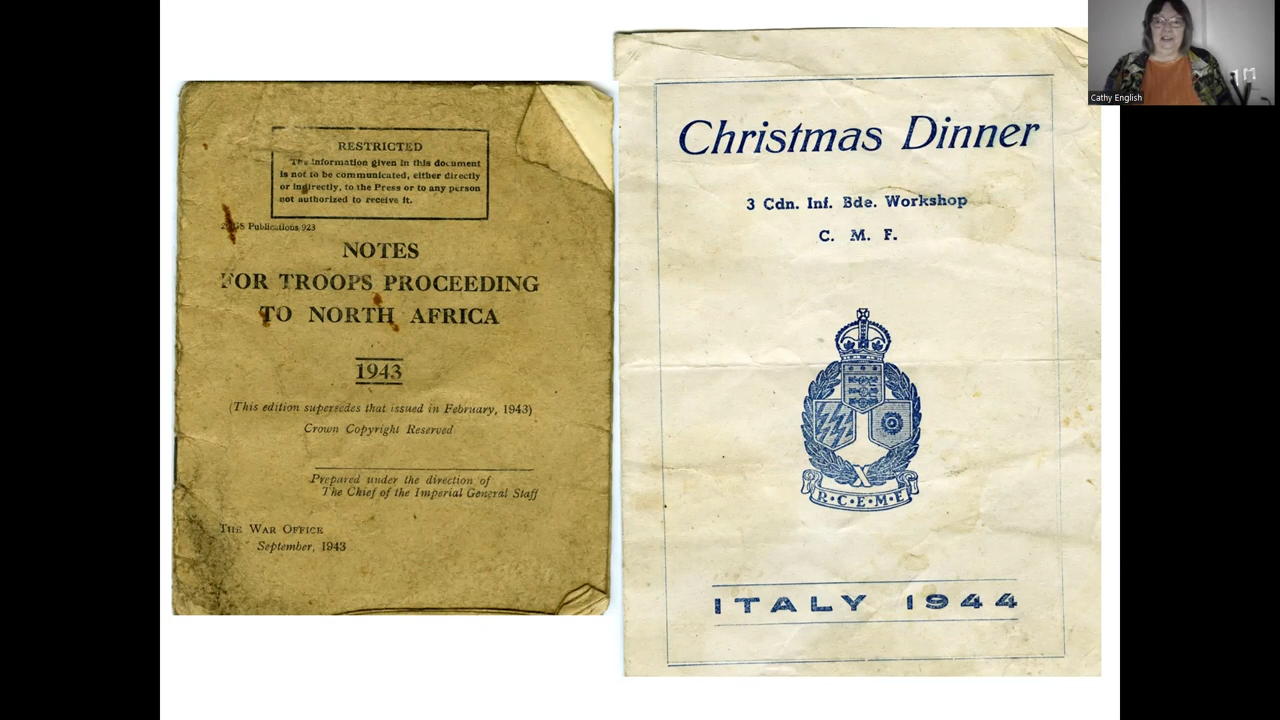 RESTRICTED
The information given in this document
is not to be communicated, either directly
or indirectly, to the Press or to any person
not authorized to receive it.
Publications 923
NOTES
FOR TROOPS PROCEEDING
TO NORTH AFRICA
1943
(This edition supersedes that issued in February, 1943)
Crown Copyright Reserved
Prepared under the direction of
The Chief of the Imperial General Staff
THE WAR OFFICE
September, 1943
Christmas Dinner
3 Cdn. Inf. Bde. Workshop
C. M. F.
R·C·E·M·E
ITALY 1944
Cathy English